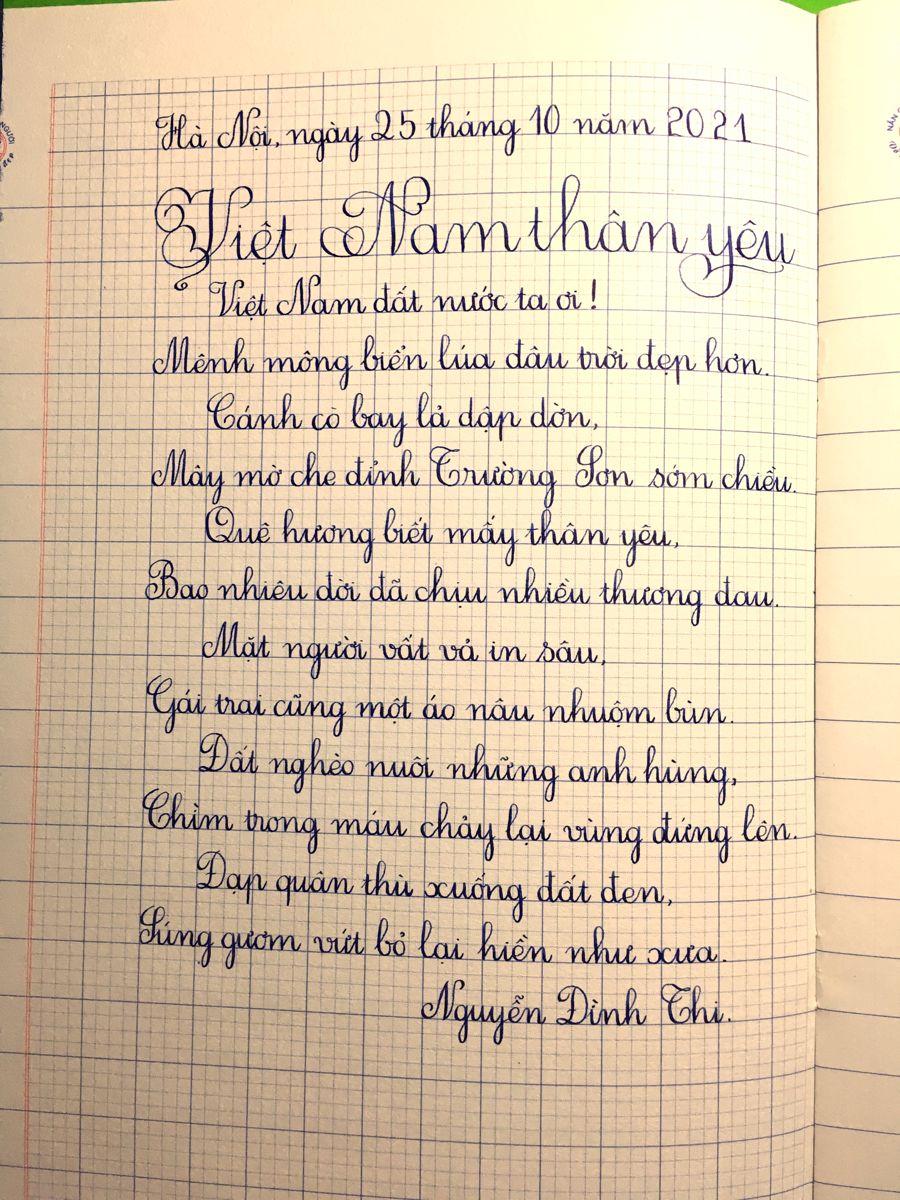 Hà Nội, ngày 25 tháng 10 năm 2021
Việt Nam thân yêu
Việt Nam đất nước ta ơi!
Mênh mông biển lúa đâu trời đẹp hơn.
Cánh cò bay lả dập dờn,
Mây mờ che đỉnh Trường Sơn sớm chiều.
Quê hương biết mấy thân yêu,
Bao nhiêu đời đã chịu nhiều thương đau.
Mặt người vất vả in sâu,
Gái trai cũng một áo nâu nhuộm bùn.
Đất nghèo nuôi những anh hùng,
Chìm trong máu chảy lại vùng đứng lên.
Đạp quân thù xuống đất đen,
Súng gươm vứt bỏ lại hiền như xưa.
Nguyễn Đình Thi.